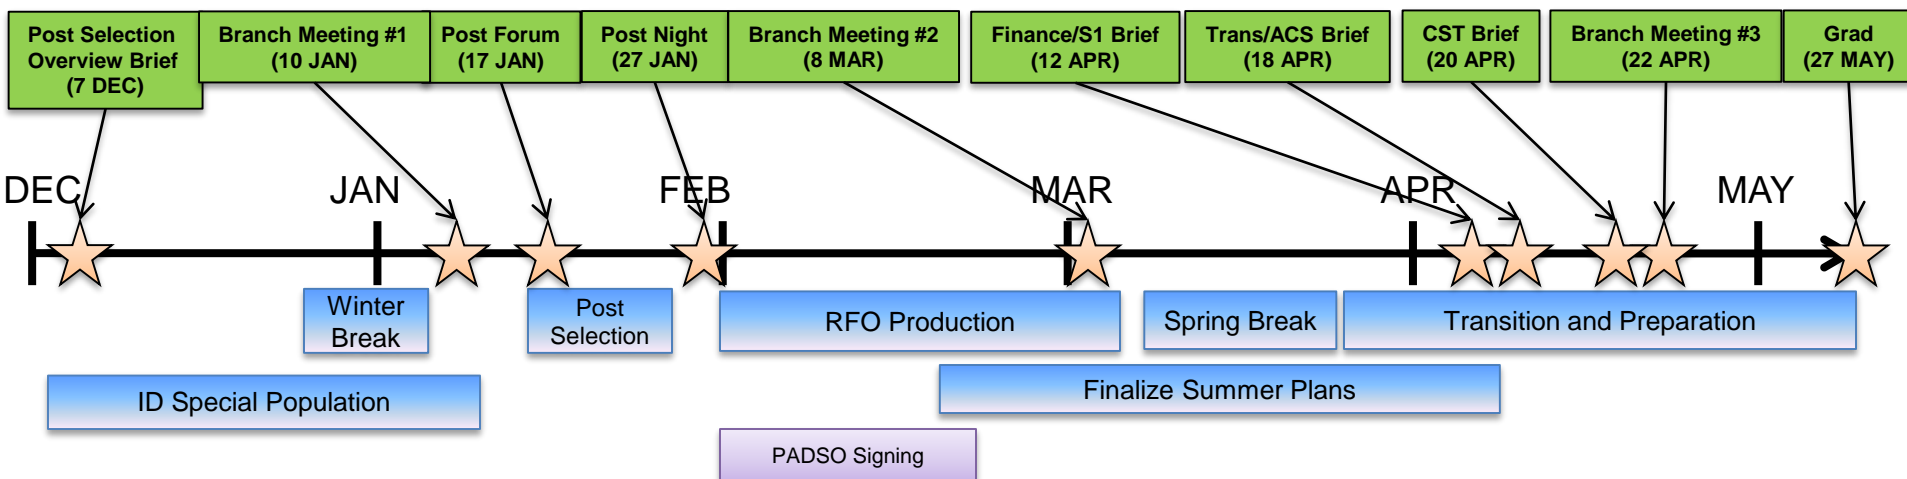 Post Selection
Overview Brief
(7 DEC)
Branch Meeting #1
(10 JAN)
Post Forum
(17 JAN)
Post Night
(27 JAN)
Branch Meeting #2
(8 MAR)
Finance/S1 Brief
(12 APR)
Trans/ACS Brief
(18 APR)
CST Brief
(20 APR)
Branch Meeting #3
(22 APR)
Grad
(27 MAY)
DEC
JAN
FEB
MAR
APR
MAY
Winter
Break
Post
Selection
RFO Production
Spring Break
Transition and Preparation
ID Special Population
Finalize Summer Plans
PADSO Signing